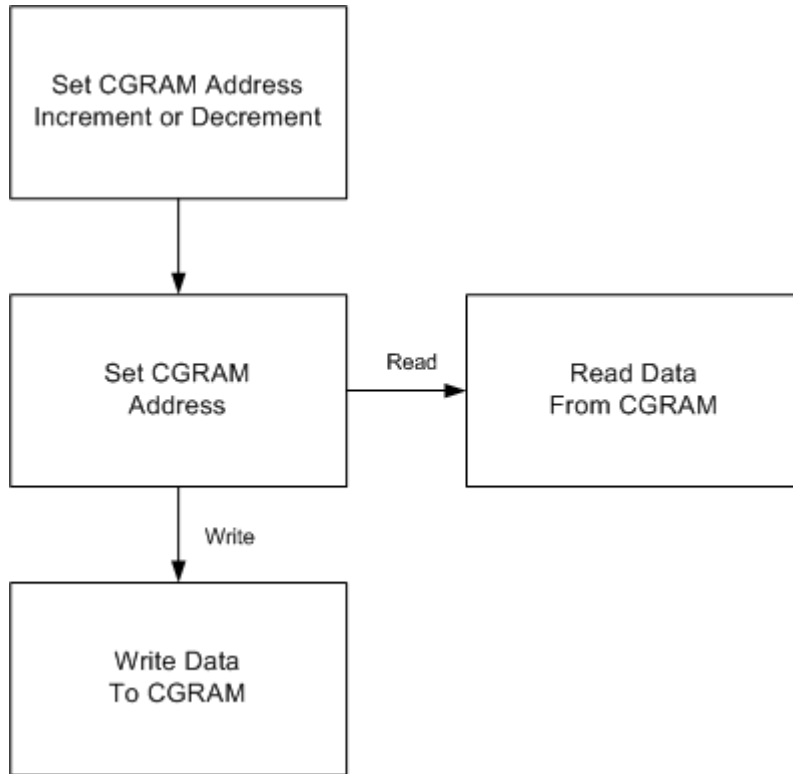 Set CGRAM Address
Increment or Decrement
Set CGRAM
Address
Read
Read Data
From CGRAM
Write
Write Data
To CGRAM